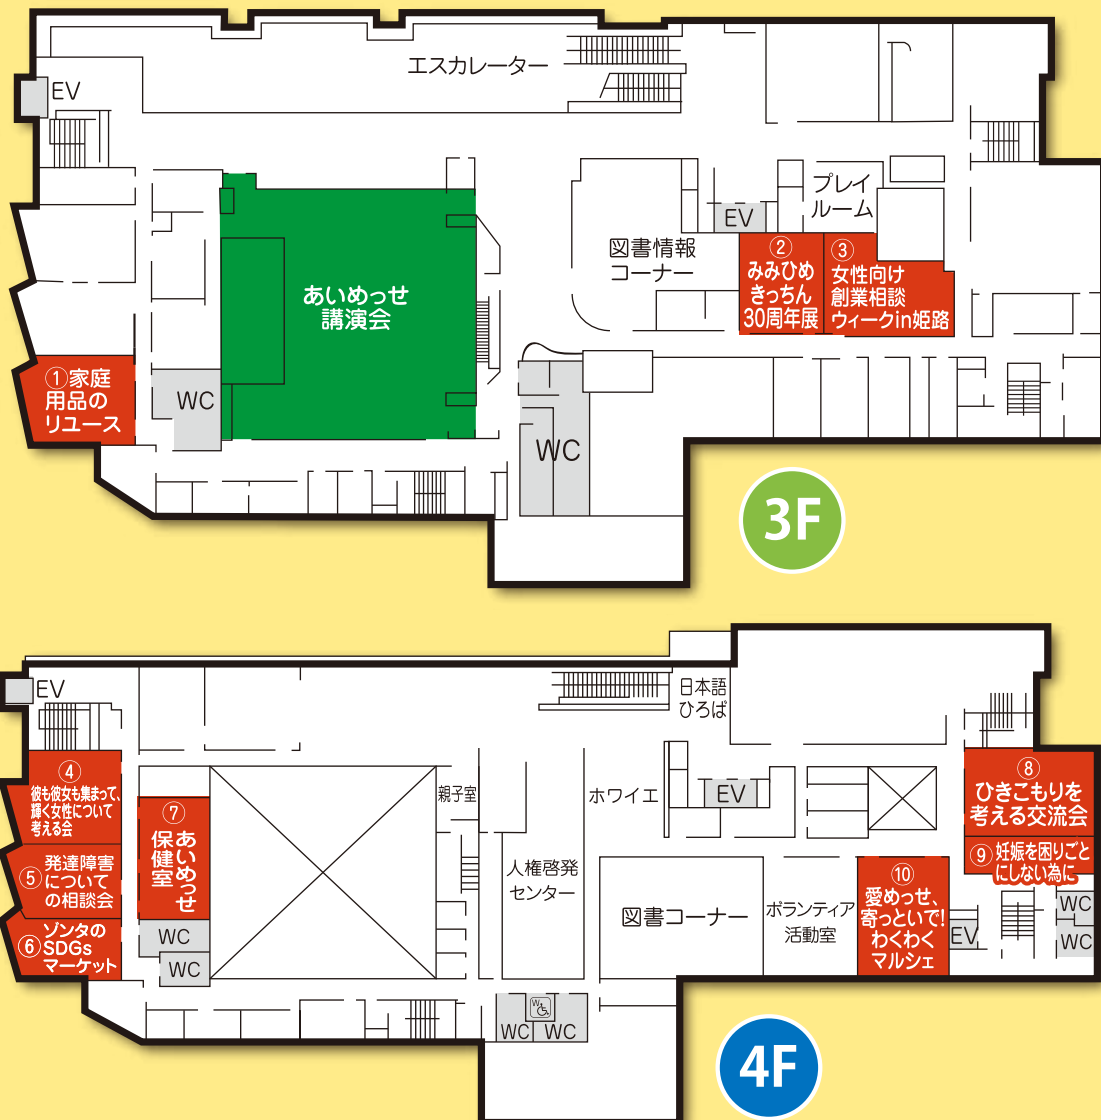 エスカレーター
EV
プレイ
ルーム
EV
図書情報
コーナー
②
みみひめ
きっちん
30周年展
③
女性向け
創業相談
ウィークin姫路
あいめっせ
講演会
①家庭
用品の
リユース
WC
WC
3F
EV
日本語
ひろば
④
彼も彼女も集まって、
輝く女性について
考える会
⑤
発達障害
について
の相談会
⑥
ゾンタの
SDGs
マーケット
⑦
あいめっせ
保健室
WC
WC
親子室
ホワイエ
EV
人権啓発
センター
図書コーナー
ボランティア
活動室
⑧
ひきこもりを
考える交流会
⑨
妊娠を困りごと
にしない為に
⑩
愛めっせ、
寄っといで!
わくわく
マルシェ
EV
WC
WC
W
WC
WC
4F